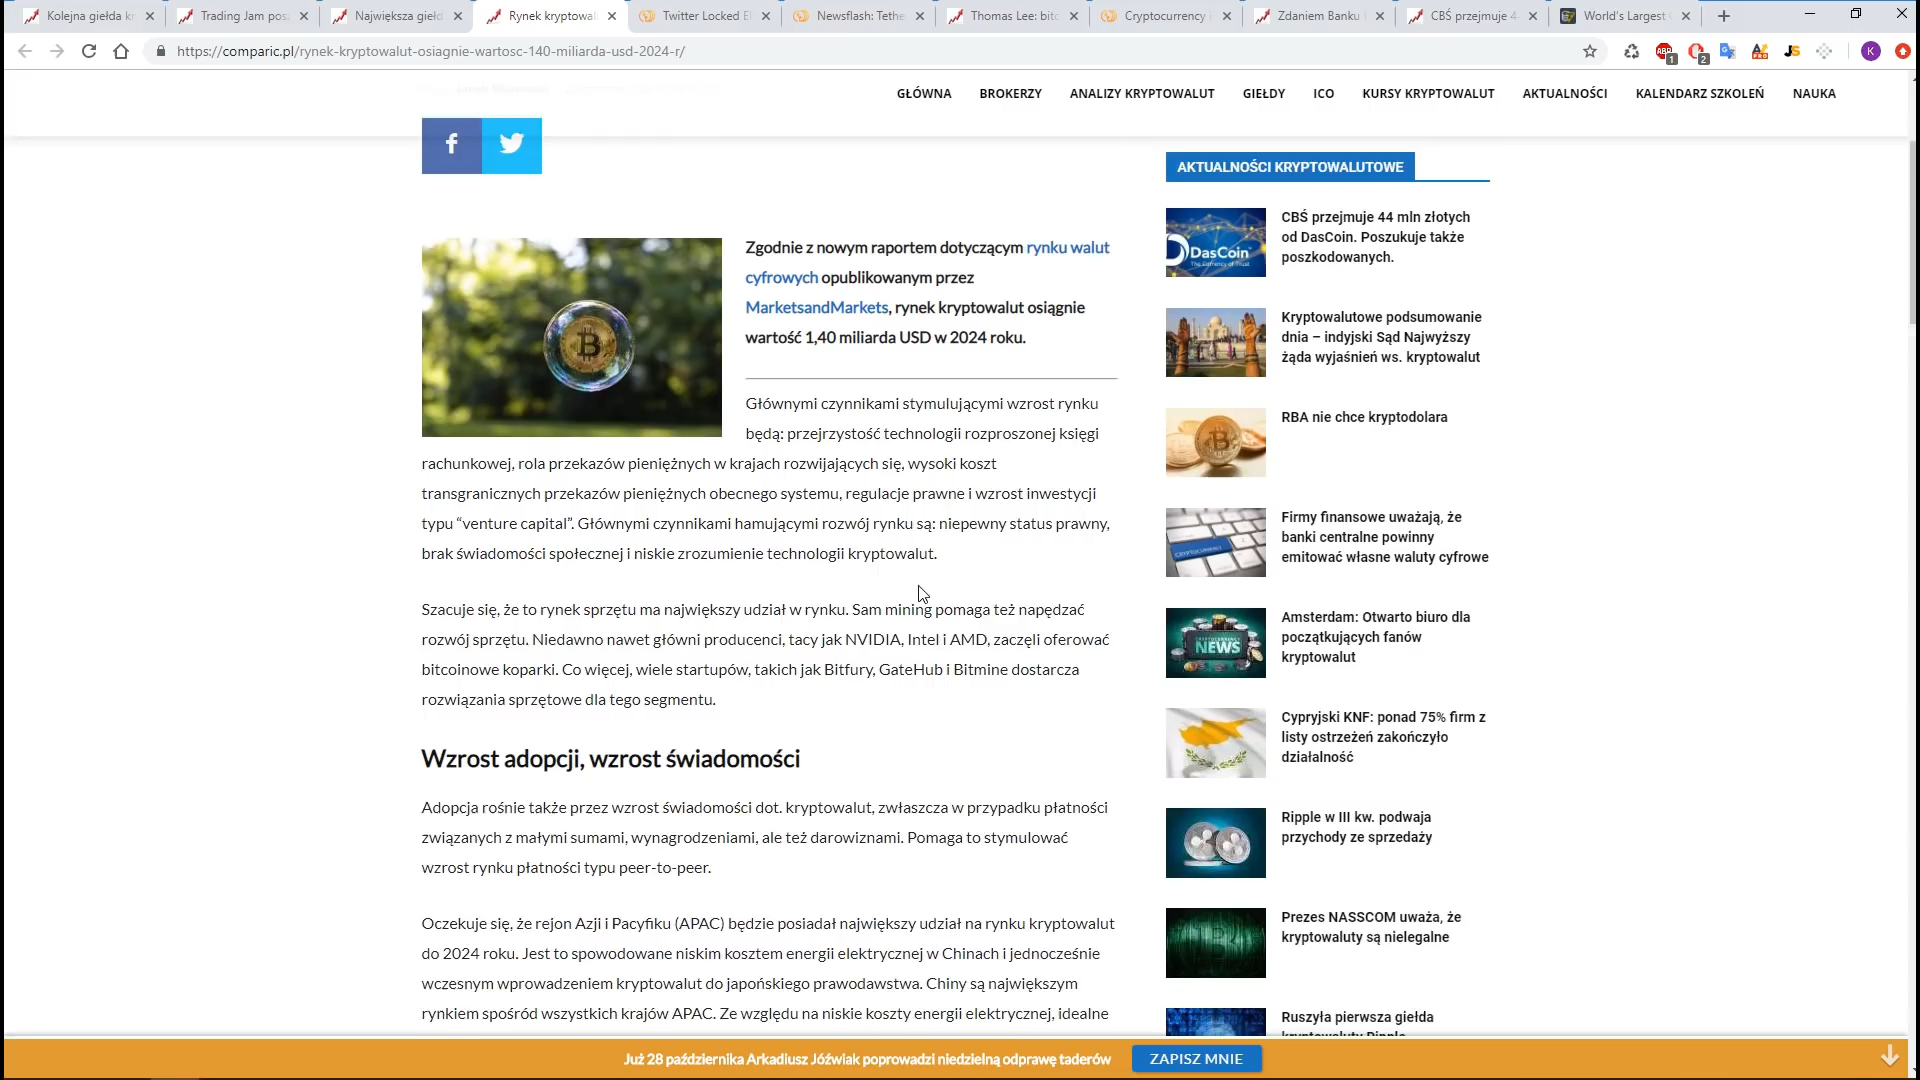 Kolejna giełda k
Trading Jam pos
Największa giełd
Rynek kryptowal
Twitter Locked E
Newsflash: Tethe
Thomas Lee: bitc
Cryptocurrency
Zdaniem Banku
CBŚ przejmuje 4
World's Largest
https://comparic.pl/rynek-kryptowalut-osiagnie-wartosc-140-miliarda-usd-2024-r/
GŁÓWNA BROKERZY ANALIZY KRYPTOWALUT GIEŁDY ICO KURSY KRYPTOWALUT AKTUALNOŚCI KALENDARZ SZKOLEŃ NAUKA
Zgodnie z nowym raportem dotyczącym rynku walut
cyfrowych opublikowanym przez
MarketsandMarkets, rynek kryptowalut osiągnie
wartość 1,40 miliarda USD w 2024 roku.
Głównymi czynnikami stymulującymi wzrost rynku
będą: przejrzystość technologii rozproszonej księgi
rachunkowej, rola przekazów pieniężnych w krajach rozwijających się, wysoki koszt
transgranicznych przekazów pieniężnych obecnego systemu, regulacje prawne i wzrost inwestycji
typu “venture capital”. Głównymi czynnikami hamującymi rozwój rynku są: niepewny status prawny,
brak świadomości społecznej i niskie zrozumienie technologii kryptowalut.
Szacuje się, że to rynek sprzętu ma największy udział w rynku. Sam mining pomaga też napędzać
rozwój sprzętu. Niedawno nawet główni producenci, tacy jak NVIDIA, Intel i AMD, zaczęli oferować
bitcoinowe koparki. Co więcej, wiele startupów, takich jak Bitfury, GateHub i Bitmine dostarcza
rozwiązania sprzętowe dla tego segmentu.
Wzrost adopcji, wzrost świadomości
Adopcja rośnie także przez wzrost świadomości dot. kryptowalut, zwłaszcza w przypadku płatności
związanych z małymi sumami, wynagrodzeniami, ale też darowiznami. Pomaga to stymulować
wzrost rynku płatności typu peer-to-peer.
Oczekuje się, że rejon Azji i Pacyfiku (APAC) będzie posiadał największy udział na rynku kryptowalut
do 2024 roku. Jest to spowodowane niskim kosztem energii elektrycznej w Chinach i jednocześnie
wczesnym wprowadzeniem kryptowalut do japońskiego prawodawstwa. Chiny są największym
rynkiem spośród wszystkich krajów APAC. Ze względu na niskie koszty energii elektrycznej, idealne
AKTUALNOŚCI KRYPTOWALUTOWE
DasCoin
CBŚ przejmuje 44 mln złotych
od DasCoin. Poszukuje także
poszkodowanych.
Kryptowalutowe podsumowanie
dnia – indyjski Sąd Najwyższy
żąda wyjaśnień ws. kryptowalut
RBA nie chce kryptodolara
CRYPTOCURRENCY
Firmy finansowe uważają, że
banki centralne powinny
emitować własne waluty cyfrowe
NEWS
Amsterdam: Otwarto biuro dla
początkujących fanów
kryptowalut
Cypryjski KNF: ponad 75% firm z
listy ostrzeżeń zakończyło
działalność
Ripple w III kw. podwaja
przychody ze sprzedaży
Prezes NASSCOM uważa, że
kryptowaluty są nielegalne
Ruszyła pierwsza giełda
kryptowaluty Ripple
Już 28 października Arkadiusz Jóźwiak poprowadzi niedzielną odprawę taderów
ZAPISZ MNIE